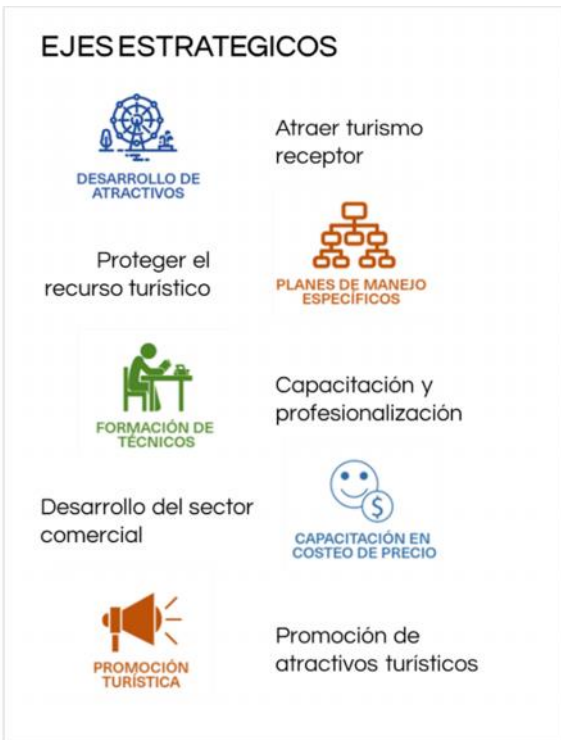 EJES ESTRATEGICOS
DESARROLLO DE
ATRACTIVOS
Atraer turismo
receptor
Proteger el
recurso turístico
PLANES DE MANEJO
ESPECÍFICOS
FORMACIÓN DE
TÉCNICOS
Capacitación y
profesionalización
Desarrollo del sector
comercial
$
CAPACITACIÓN EN
COSTEO DE PRECIO
PROMOCIÓN
TURÍSTICA
Promoción de
atractivos turísticos